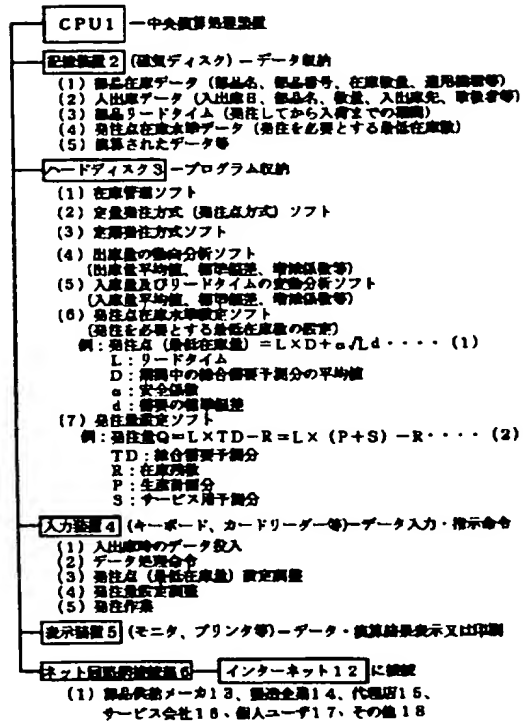 CPU1 ー中央演算処理装置
記憶装置2 (磁気ディスク)ーデータ収納
(1) 部品在庫データ(部品名、部品番号、在庫数量、適用機種等)
(2) 入出庫データ(入出庫日、部品名、数量、入出庫先、取扱者等)
(3) 部品リードタイム(発注してから入荷までの期間)
(4) 発注点在庫水準データ(発注を必要とする最低在庫数)
(5) 演算されたデータ等
ハードディスク3 ープログラム収納
(1) 在庫管理ソフト
(2) 定量発注方式(発注点方式)ソフト
(3) 定期発注方式ソフト
(4) 出庫量の動向分析ソフト
(出庫量平均値、標準偏差、増減係数等)
(5) 入庫量及びリードタイムの変動分析ソフト
(入庫量平均値、標準偏差、増減係数等)
(6) 発注点在庫水準設定ソフト
(発注を必要とする最低在庫数の設定)
例:発注点(最低在庫量)=L×D+α√Ld・・・・(1)
L:リードタイム
D:期間中の総合需要予測分の平均値
α:安全係数
d:需要の標準偏差
(7) 発注量設定ソフト
例:発注量Q=L×TD-R=L×(P+S)-R・・・・(2)
TD:総合需要予測分
R:在庫残数
P:生産計画分
S:サービス用予測分
入力装置4 (キーボード、カードリーダー等)ーデータ入力・指示命令
(1) 入出庫時のデータ投入
(2) データ処理命令
(3) 発注点(最低在庫量)設定調整
(4) 発注量設定調整
(5) 発注作業
表示装置5 (モニタ、プリンタ等)ーデータ・演算結果表示又は印刷
ネット回路網接続器6 インターネット12 に接続
(1) 部品供給メーカ13、製造企業14、代理店15、
サービス会社16、個人ユーザ17、その他18